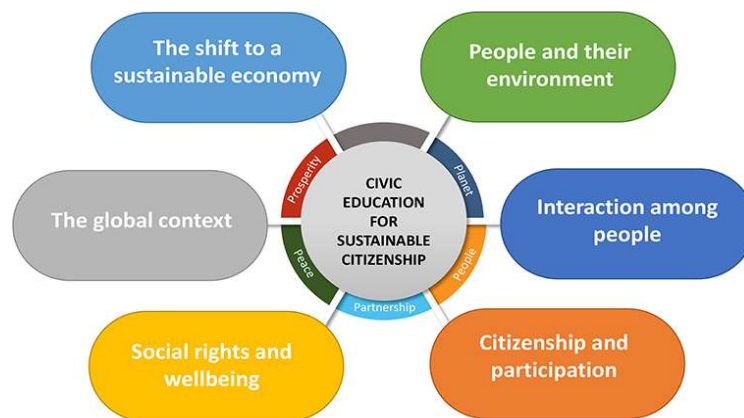 The shift to a
sustainable economy
People and their
environment
Prosperity
Planet
CIVIC
EDUCATION
FOR
SUSTAINABLE
CITIZENSHIP
The global context
Interaction among
people
Peace
People
Partnership
Social rights and
wellbeing
Citizenship and
participation